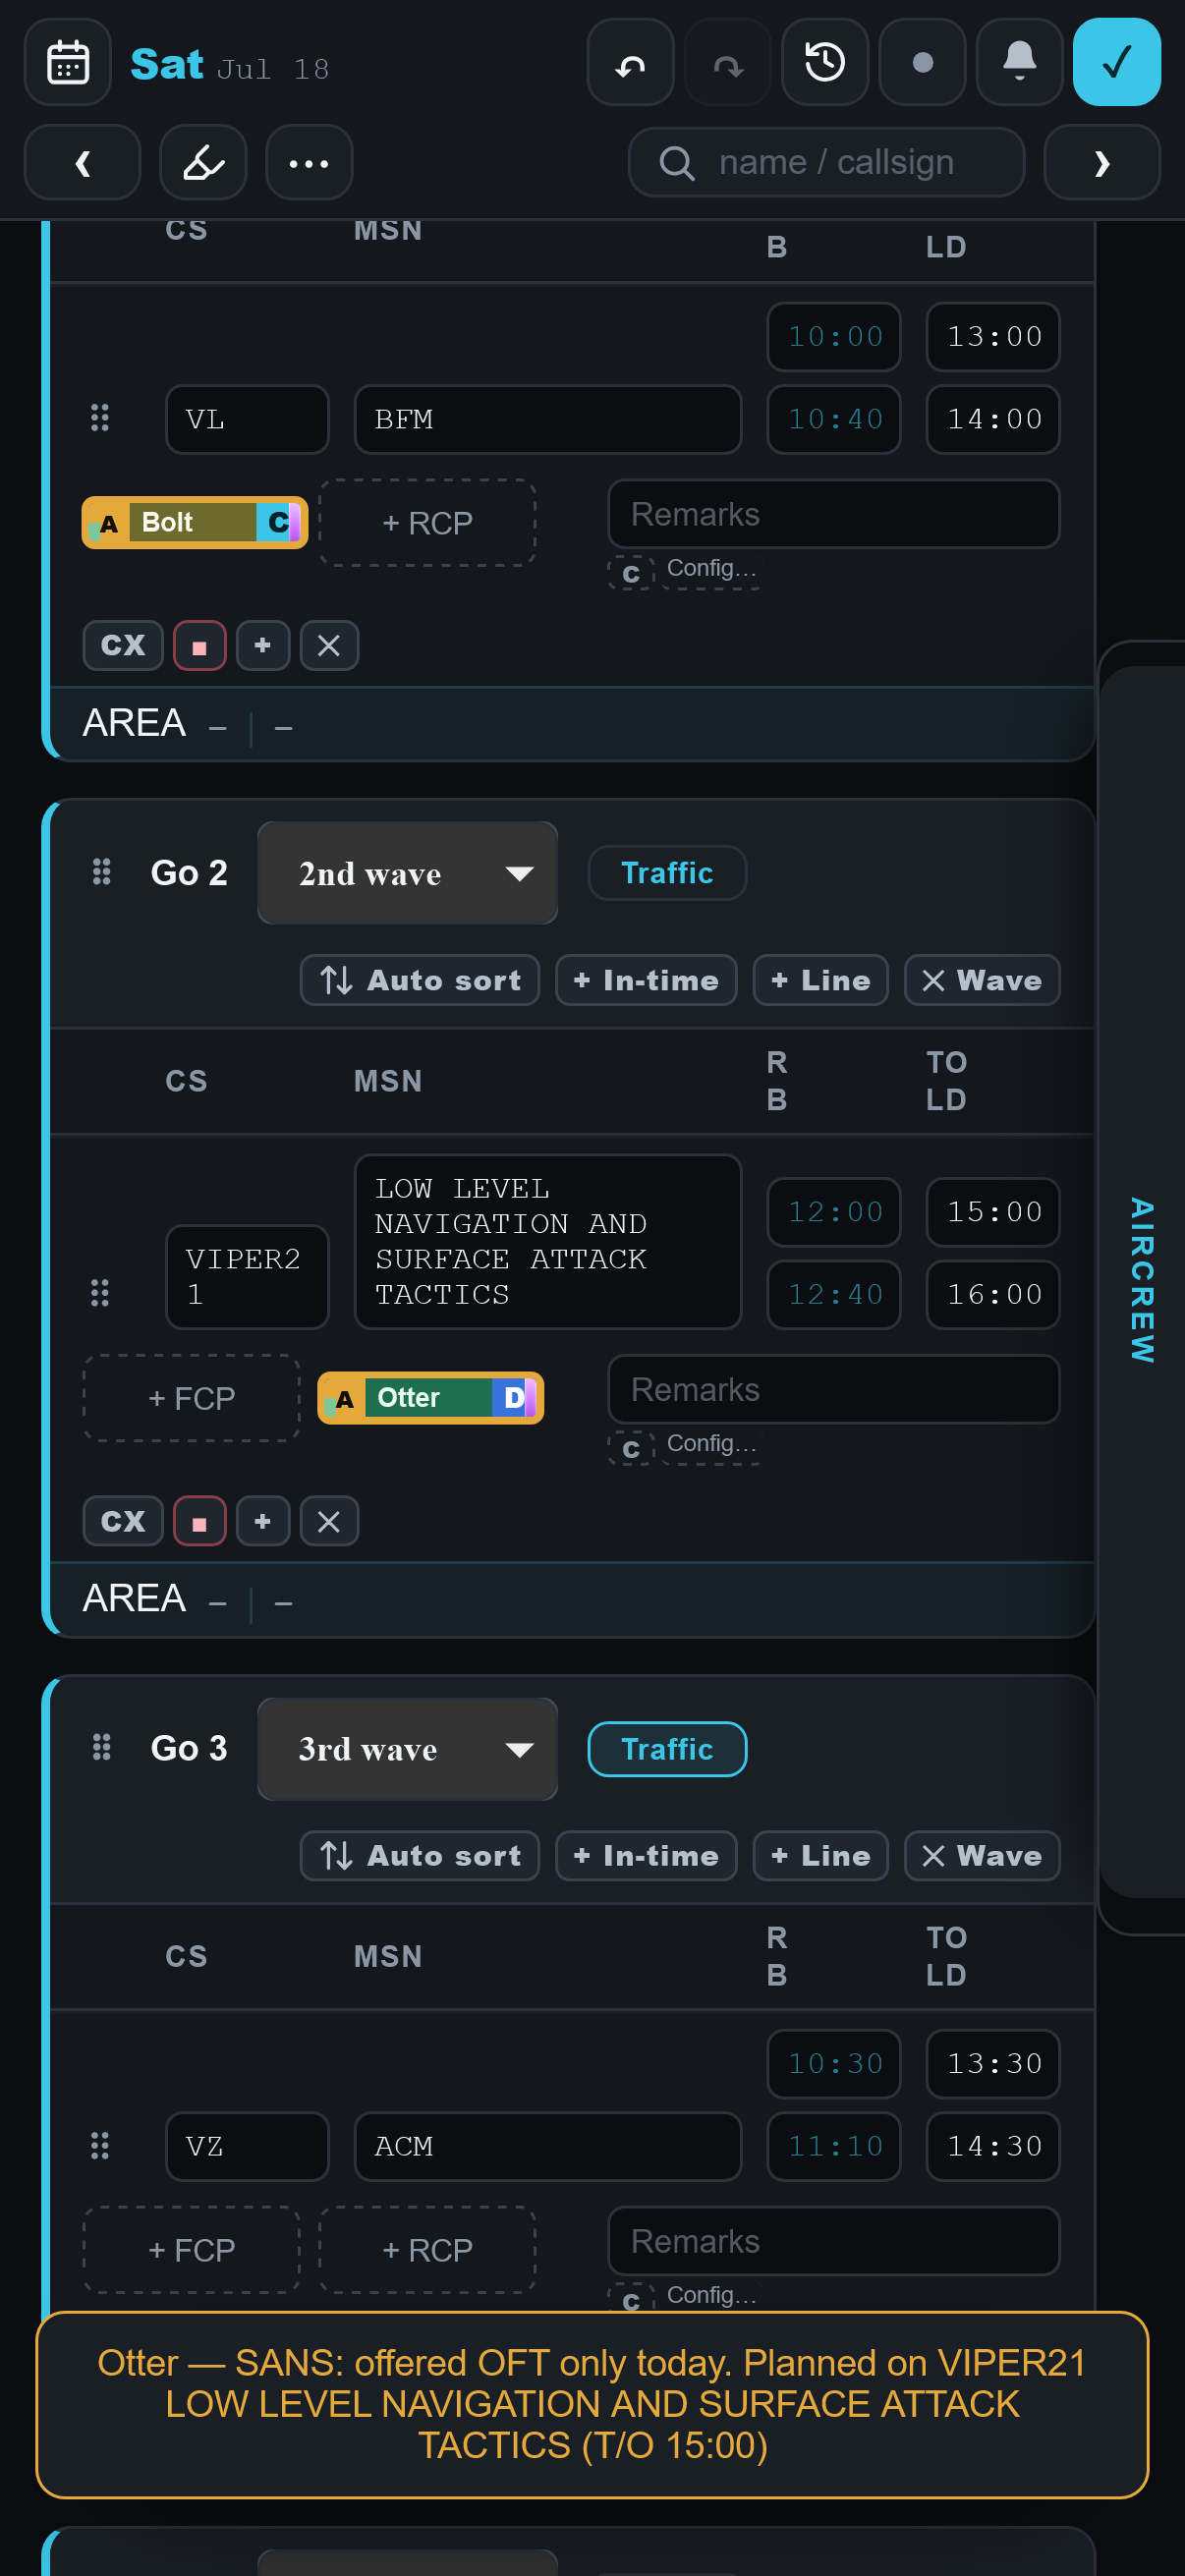 Sat Jul 18
name / callsign
CS MSN B LD
10:00 13:00
VL BFM 10:40 14:00
A Bolt C + RCP Remarks
C Config...
CX +
AREA – | –
Go 2 2nd wave Traffic
Auto sort + In-time + Line × Wave
CS MSN R TO
B LD
LOW LEVEL
NAVIGATION AND
SURFACE ATTACK
TACTICS
VIPER2
1
12:00 15:00
12:40 16:00
+ FCP A Otter D Remarks
C Config...
CX +
AREA – | –
Go 3 3rd wave Traffic
Auto sort + In-time + Line × Wave
CS MSN R TO
B LD
10:30 13:30
VZ ACM 11:10 14:30
+ FCP + RCP Remarks
C Config...
Otter — SANS: offered OFT only today. Planned on VIPER21
LOW LEVEL NAVIGATION AND SURFACE ATTACK
TACTICS (T/O 15:00)
AIRCREW